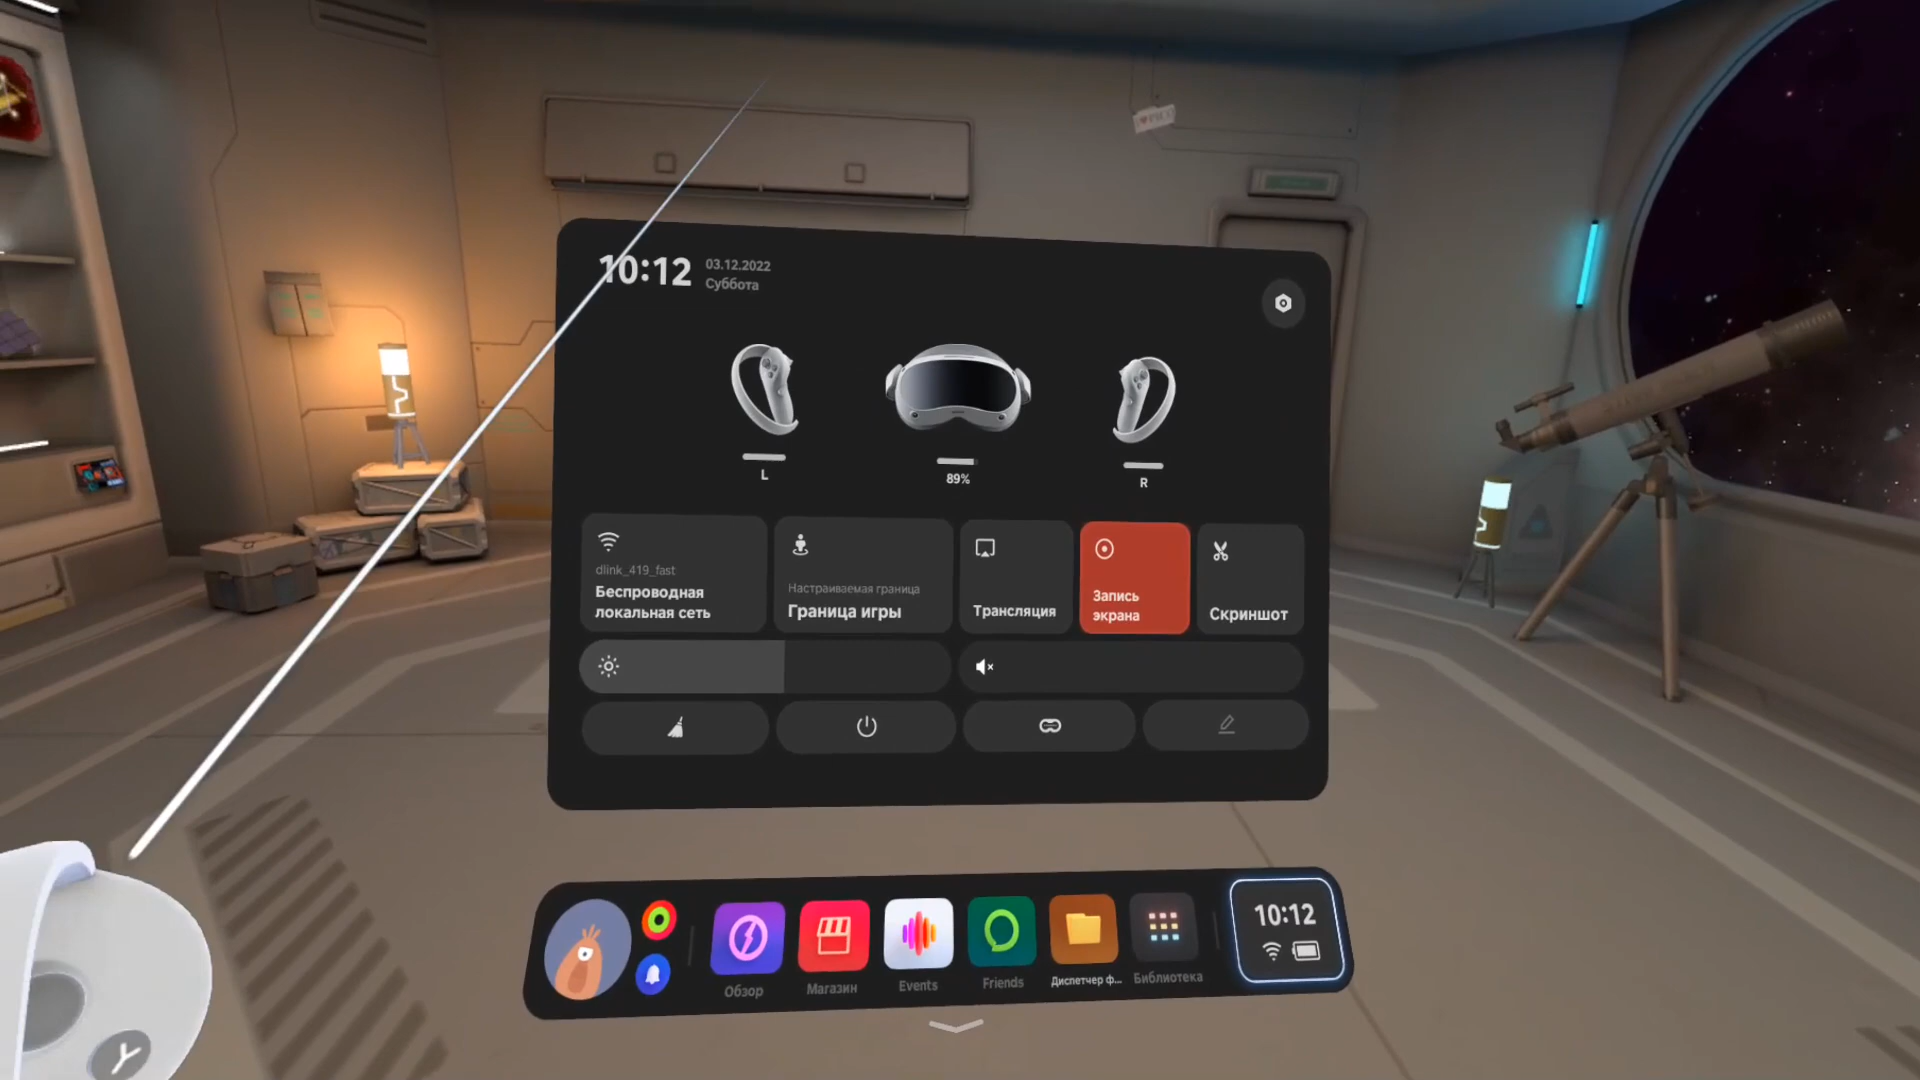 I ♥ PICO
10:12
03.12.2022
Суббота
L
89%
R
dlink_419_fast
Беспроводная
локальная сеть
Настраиваемая граница
Граница игры
Трансляция
Запись
экрана
Скриншот
Обзор
Магазин
Events
Friends
Диспетчер ф...
Библиотека
10:12
Y